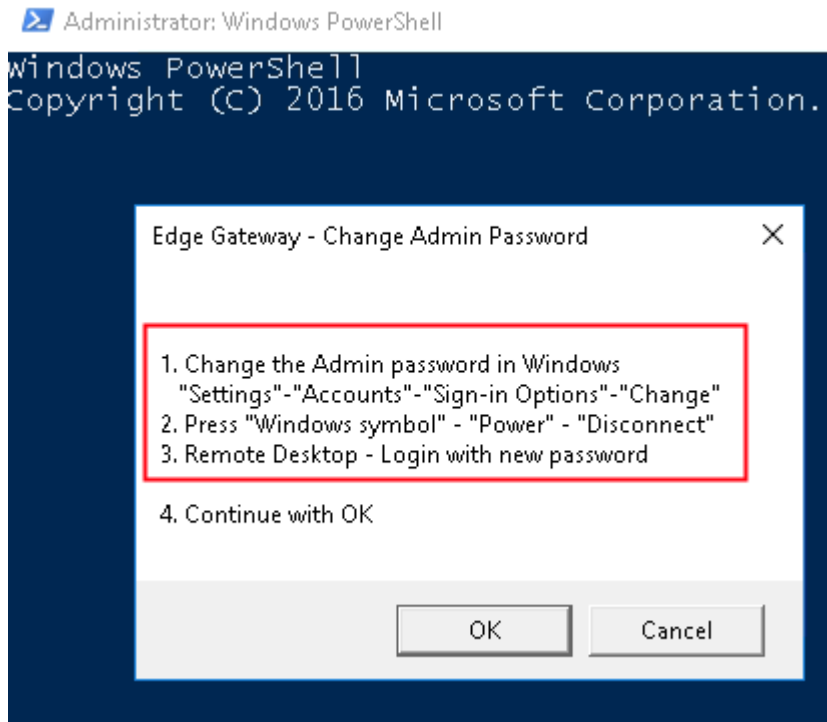 Administrator: Windows PowerShell
Windows PowerShell
Copyright (C) 2016 Microsoft Corporation.
Edge Gateway - Change Admin Password
1. Change the Admin password in Windows
"Settings"-"Accounts"-"Sign-in Options"-"Change"
2. Press "Windows symbol" - "Power" - "Disconnect"
3. Remote Desktop - Login with new password
4. Continue with OK
OK Cancel